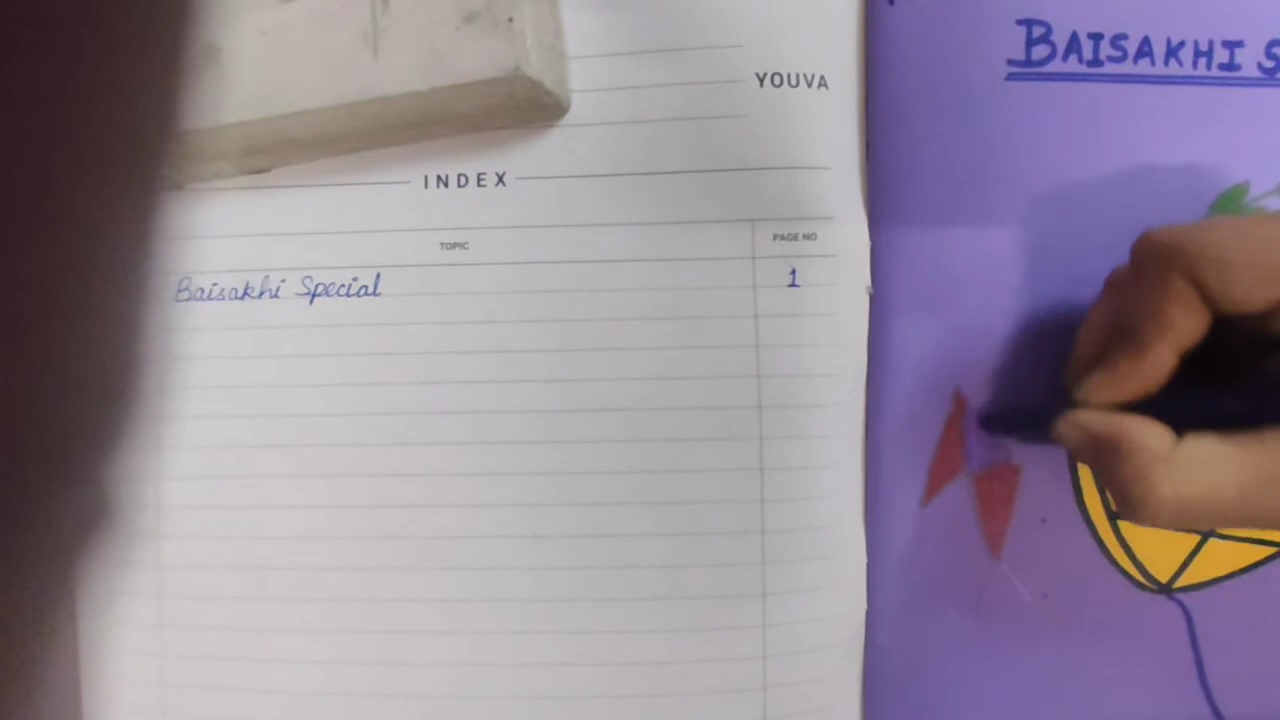 YOUVA
INDEX
TOPIC PAGE NO
Baisakhi Special 1
BAISAKHI S